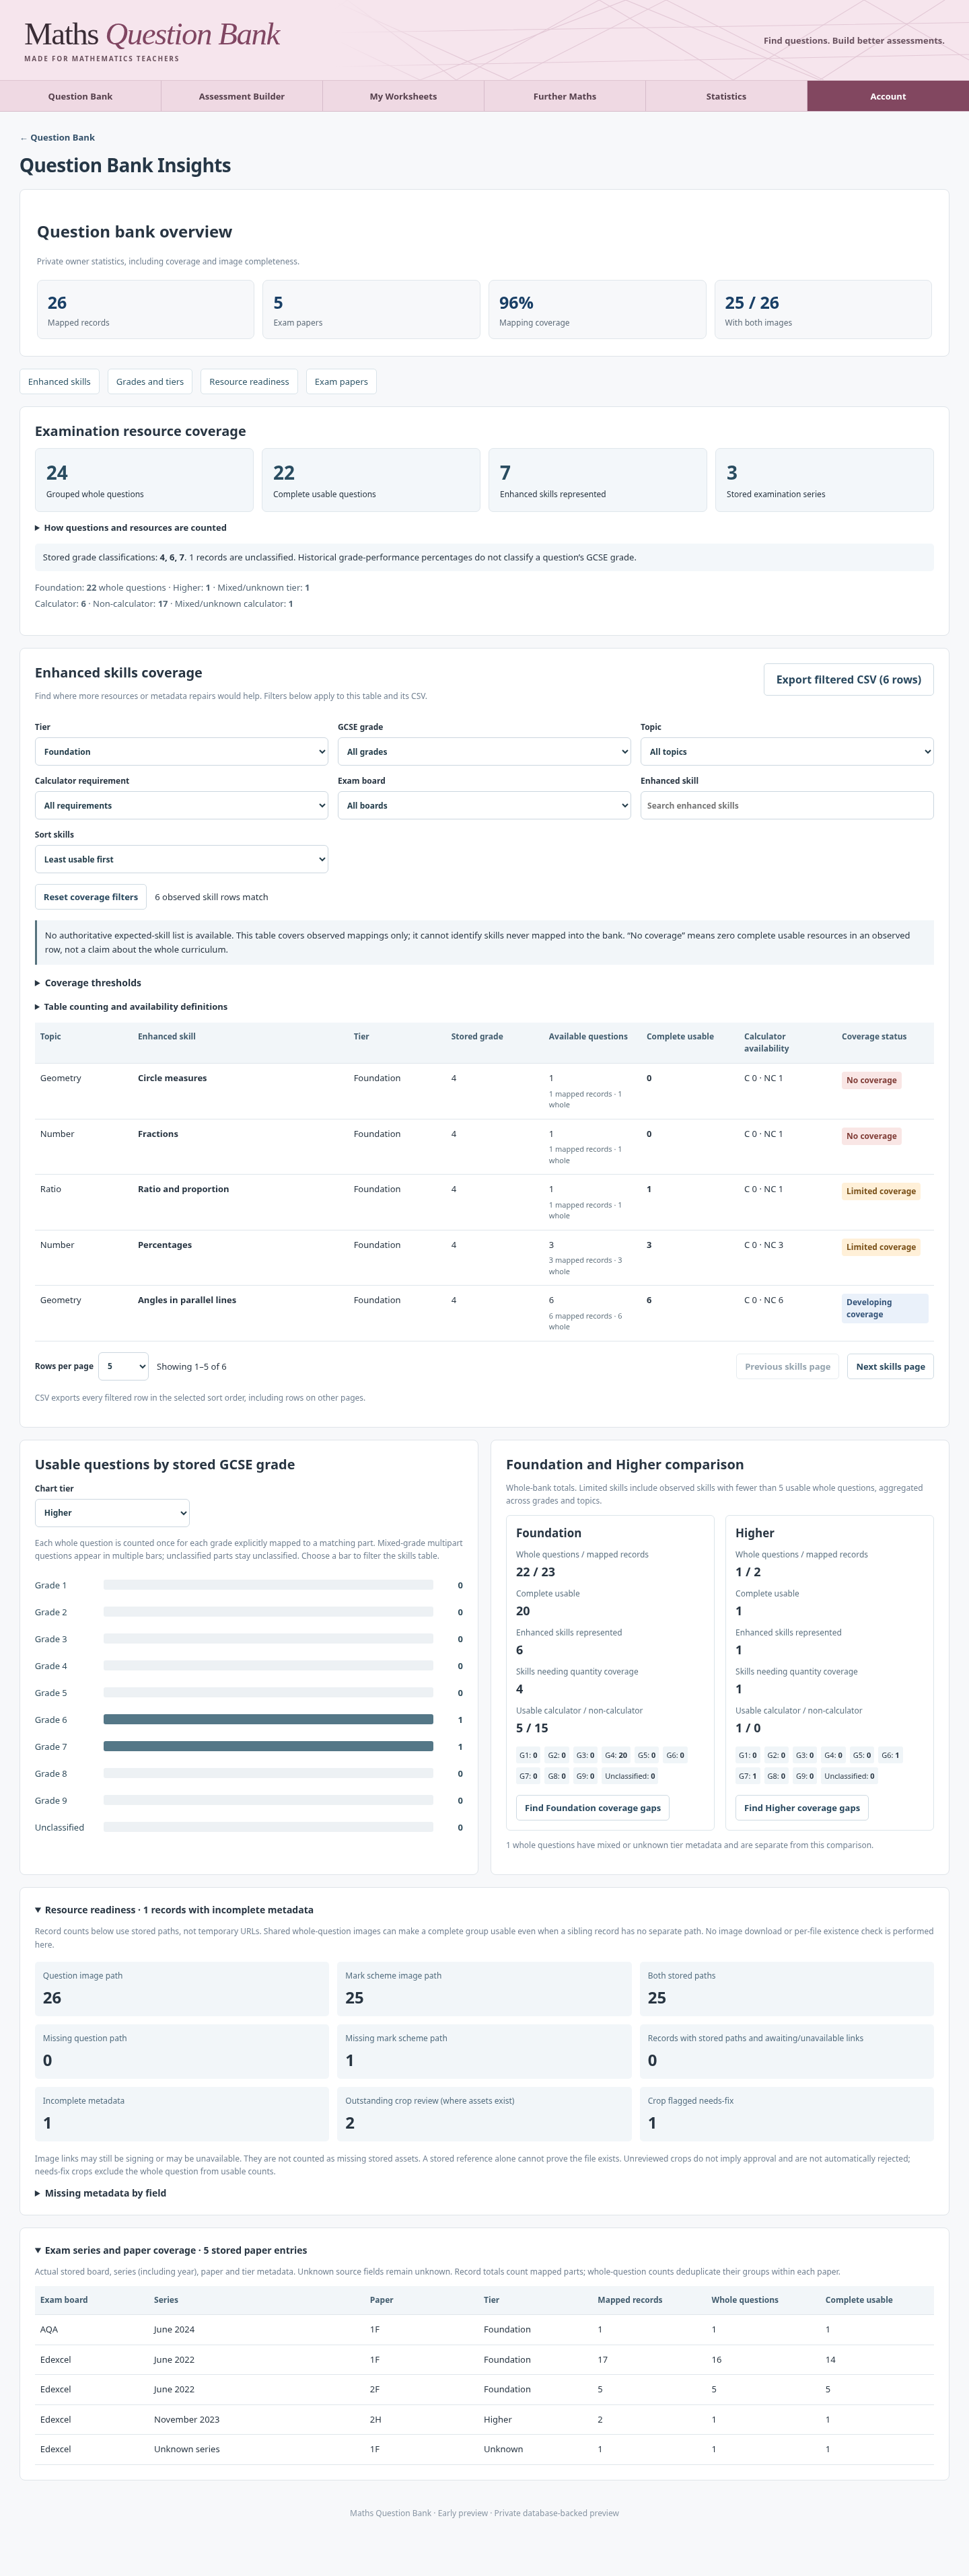 Maths Question Bank
MADE FOR MATHEMATICS TEACHERS
Find questions. Build better assessments.
Question Bank
Assessment Builder
My Worksheets
Further Maths
Statistics
Account
← Question Bank
Question Bank Insights
Question bank overview
Private owner statistics, including coverage and image completeness.
26
Mapped records
5
Exam papers
96%
Mapping coverage
25 / 26
With both images
Enhanced skills
Grades and tiers
Resource readiness
Exam papers
Examination resource coverage
24
Grouped whole questions
22
Complete usable questions
7
Enhanced skills represented
3
Stored examination series
▶ How questions and resources are counted
Stored grade classifications: 4, 6, 7. 1 records are unclassified. Historical grade-performance percentages do not classify a question's GCSE grade.
Foundation: 22 whole questions · Higher: 1 · Mixed/unknown tier: 1
Calculator: 6 · Non-calculator: 17 · Mixed/unknown calculator: 1
Enhanced skills coverage
Find where more resources or metadata repairs would help. Filters below apply to this table and its CSV.
Export filtered CSV (6 rows)
Tier
GCSE grade
Topic
Foundation
All grades
All topics
Calculator requirement
Exam board
Enhanced skill
All requirements
All boards
Search enhanced skills
Sort skills
Least usable first
Reset coverage filters
6 observed skill rows match
No authoritative expected-skill list is available. This table covers observed mappings only; it cannot identify skills never mapped into the bank. “No coverage” means zero complete usable resources in an observed
row, not a claim about the whole curriculum.
▶ Coverage thresholds
▶ Table counting and availability definitions
Topic Enhanced skill Tier Stored grade Available questions Complete usable Calculator
availability Coverage status
Geometry Circle measures Foundation 4 1 0 C 0 · NC 1 No coverage
1 mapped records · 1
whole
Number Fractions Foundation 4 1 0 C 0 · NC 1 No coverage
1 mapped records · 1
whole
Ratio Ratio and proportion Foundation 4 1 1 C 0 · NC 1 Limited coverage
1 mapped records · 1
whole
Number Percentages Foundation 4 3 3 C 0 · NC 3 Limited coverage
3 mapped records · 3
whole
Geometry Angles in parallel lines Foundation 4 6 6 C 0 · NC 6 Developing
coverage
6 mapped records · 6
whole
Rows per page 5 Showing 1–5 of 6
Previous skills page
Next skills page
CSV exports every filtered row in the selected sort order, including rows on other pages.
Usable questions by stored GCSE grade
Chart tier
Higher
Each whole question is counted once for each grade explicitly mapped to a matching part. Mixed-grade multipart
questions appear in multiple bars; unclassified parts stay unclassified. Choose a bar to filter the skills table.
Grade 1 0
Grade 2 0
Grade 3 0
Grade 4 0
Grade 5 0
Grade 6 1
Grade 7 1
Grade 8 0
Grade 9 0
Unclassified 0
Foundation and Higher comparison
Whole-bank totals. Limited skills include observed skills with fewer than 5 usable whole questions, aggregated
across grades and topics.
Foundation
Whole questions / mapped records
22 / 23
Complete usable
20
Enhanced skills represented
6
Skills needing quantity coverage
4
Usable calculator / non-calculator
5 / 15
G1: 0 G2: 0 G3: 0 G4: 20 G5: 0 G6: 0
G7: 0 G8: 0 G9: 0 Unclassified: 0
Find Foundation coverage gaps
Higher
Whole questions / mapped records
1 / 2
Complete usable
1
Enhanced skills represented
1
Skills needing quantity coverage
1
Usable calculator / non-calculator
1 / 0
G1: 0 G2: 0 G3: 0 G4: 0 G5: 0 G6: 1
G7: 1 G8: 0 G9: 0 Unclassified: 0
Find Higher coverage gaps
1 whole questions have mixed or unknown tier metadata and are separate from this comparison.
▼ Resource readiness · 1 records with incomplete metadata
Record counts below use stored paths, not temporary URLs. Shared whole-question images can make a complete group usable even when a sibling record has no separate path. No image download or per-file existence check is performed
here.
Question image path
26
Mark scheme image path
25
Both stored paths
25
Missing question path
0
Missing mark scheme path
1
Records with stored paths and awaiting/unavailable links
0
Incomplete metadata
1
Outstanding crop review (where assets exist)
2
Crop flagged needs-fix
1
Image links may still be signing or may be unavailable. They are not counted as missing stored assets. A stored reference alone cannot prove the file exists. Unreviewed crops do not imply approval and are not automatically rejected;
needs-fix crops exclude the whole question from usable counts.
▶ Missing metadata by field
▼ Exam series and paper coverage · 5 stored paper entries
Actual stored board, series (including year), paper and tier metadata. Unknown source fields remain unknown. Record totals count mapped parts; whole-question counts deduplicate their groups within each paper.
Exam board Series Paper Tier Mapped records Whole questions Complete usable
AQA June 2024 1F Foundation 1 1 1
Edexcel June 2022 1F Foundation 17 16 14
Edexcel June 2022 2F Foundation 5 5 5
Edexcel November 2023 2H Higher 2 1 1
Edexcel Unknown series 1F Unknown 1 1 1
Maths Question Bank · Early preview · Private database-backed preview